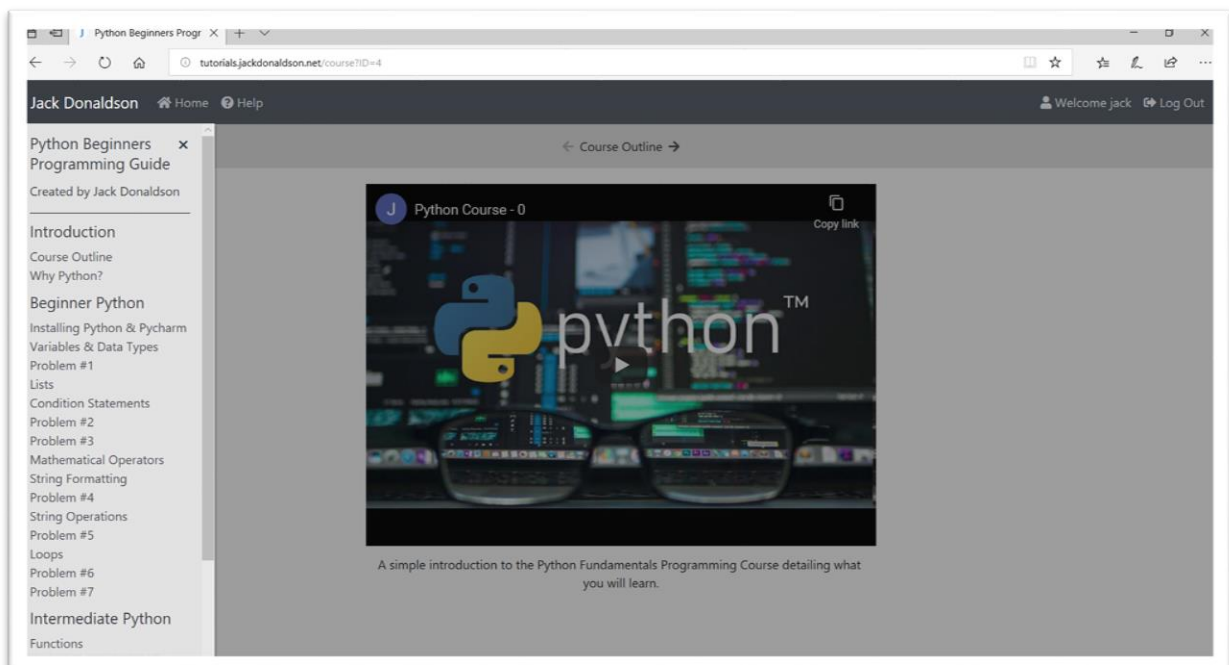 J Python Beginners Progr
tutorials.jackdonaldson.net/course?ID=4
Jack Donaldson Home Help Welcome jack Log Out
Python Beginners
Programming Guide
Created by Jack Donaldson
Introduction
Course Outline
Why Python?
Beginner Python
Installing Python & Pycharm
Variables & Data Types
Problem #1
Lists
Condition Statements
Problem #2
Problem #3
Mathematical Operators
String Formatting
Problem #4
String Operations
Problem #5
Loops
Problem #6
Problem #7
Intermediate Python
Functions
← Course Outline →
J Python Course - 0
Copy link
python™
A simple introduction to the Python Fundamentals Programming Course detailing what
you will learn.